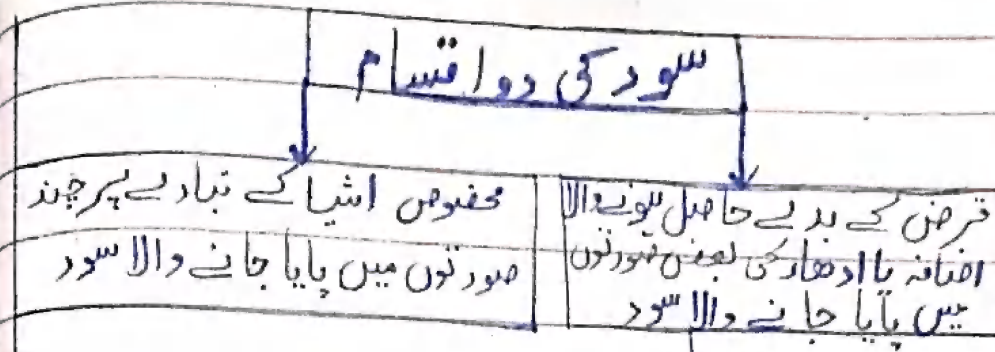 سود کی دو اقسام
قرض کے بدلے حاصل ہونے والا
اضافہ یا ادھار کی بعض صورتوں
میں پایا جانے والا سود
مخصوص اشیا کے تبادلے پر چند
صورتوں میں پایا جانے والا سود